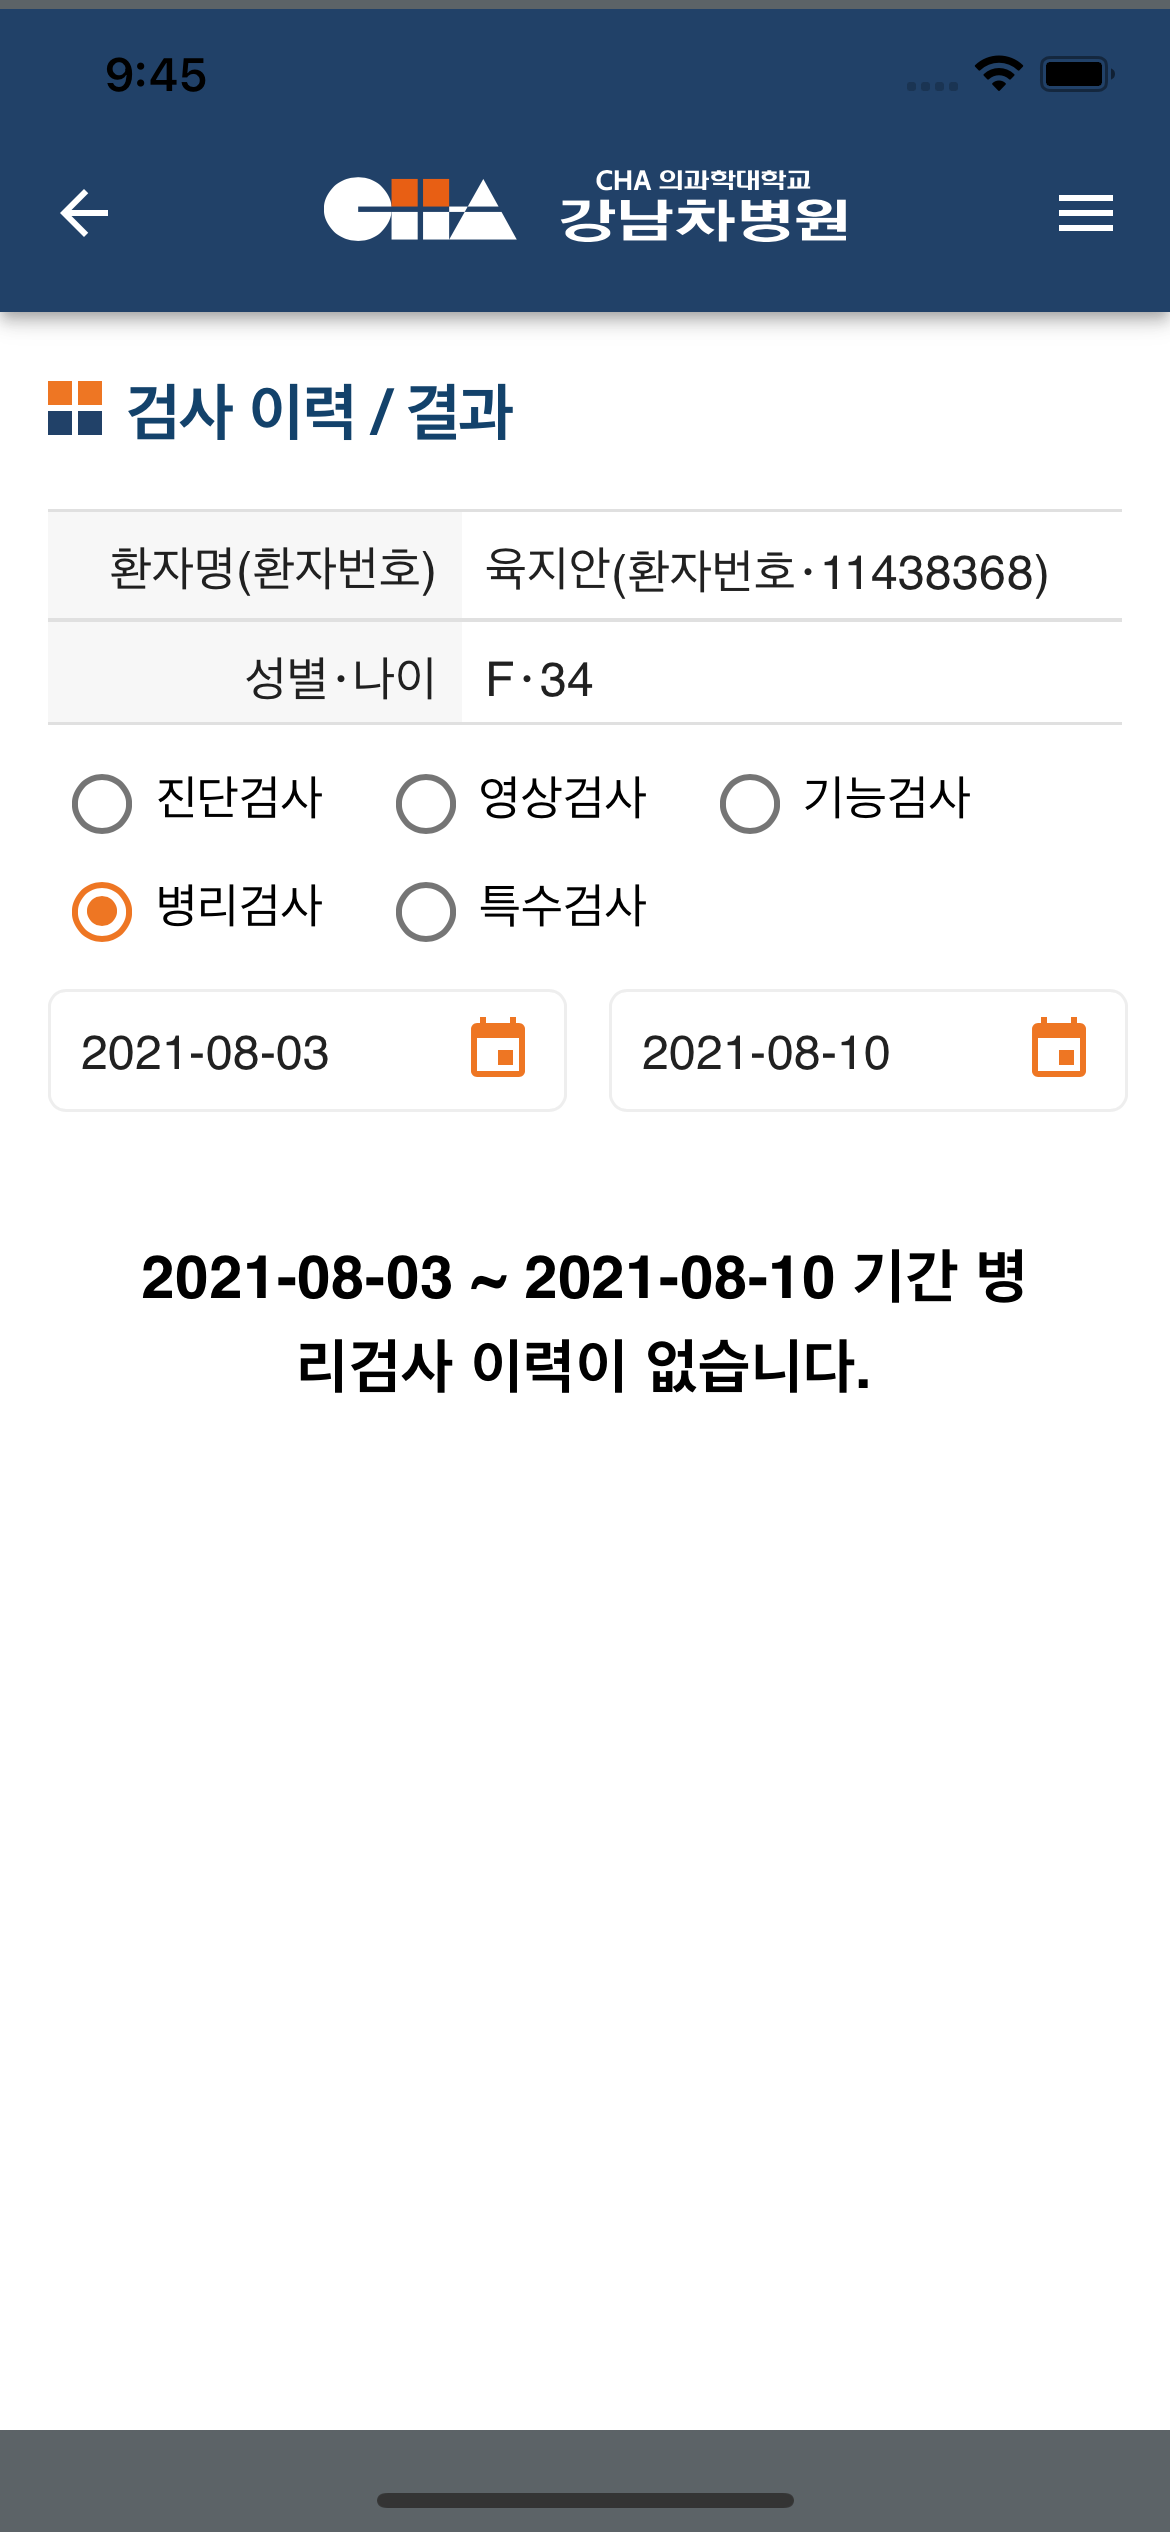 9:45
CHA 의과학대학교
CHA 강남차병원
검사 이력 / 결과
환자명(환자번호) 육지안(환자번호·11438368)
성별·나이 F·34
진단검사 영상검사 기능검사
병리검사 특수검사
2021-08-03 2021-08-10
2021-08-03 ~ 2021-08-10 기간 병
리검사 이력이 없습니다.